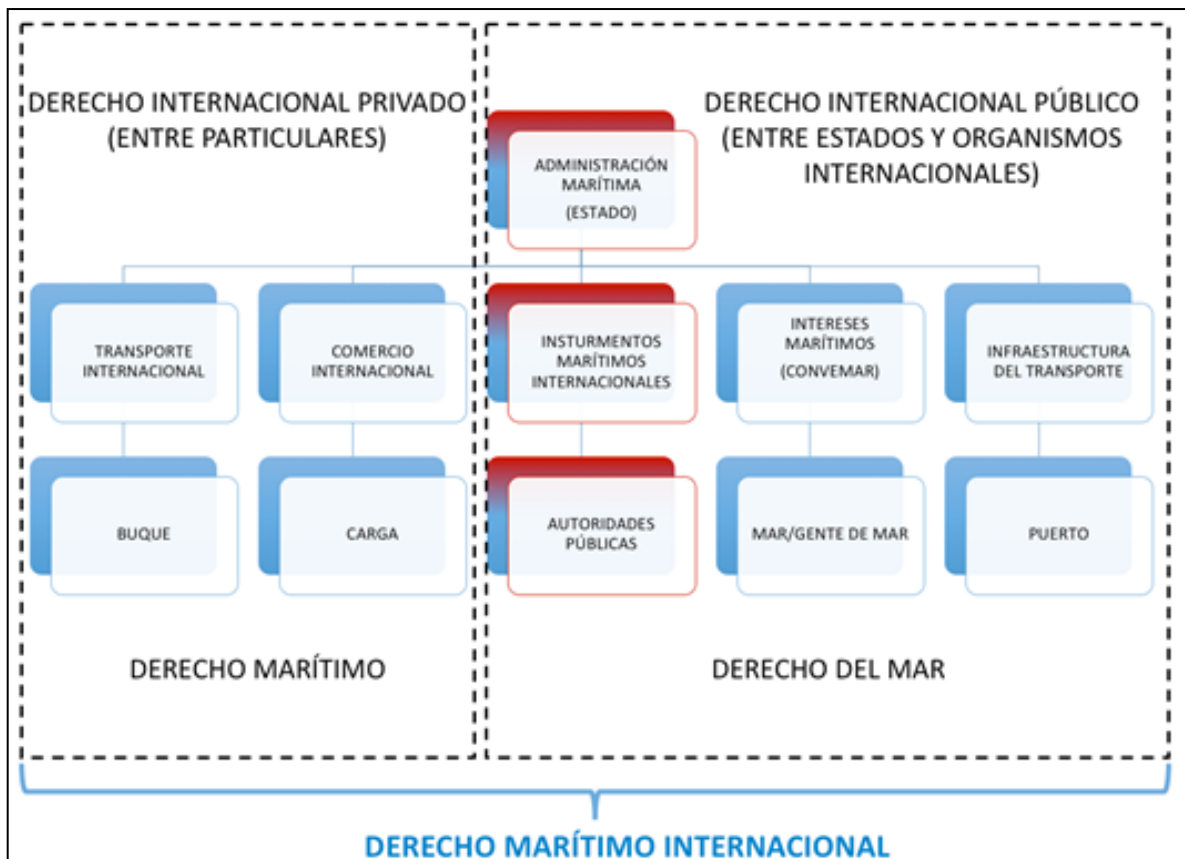 DERECHO INTERNACIONAL PRIVADO
(ENTRE PARTICULARES)
DERECHO INTERNACIONAL PÚBLICO
(ENTRE ESTADOS Y ORGANISMOS
INTERNACIONALES)
ADMINISTRACIÓN
MARÍTIMA
(ESTADO)
TRANSPORTE
INTERNACIONAL
COMERCIO
INTERNACIONAL
INSTURMENTOS
MARÍTIMOS
INTERNACIONALES
INTERESES
MARÍTIMOS
(CONVEMAR)
INFRAESTRUCTURA
DEL TRANSPORTE
BUQUE
CARGA
AUTORIDADES
PÚBLICAS
MAR/GENTE DE MAR
PUERTO
DERECHO MARÍTIMO
DERECHO DEL MAR
DERECHO MARÍTIMO INTERNACIONAL